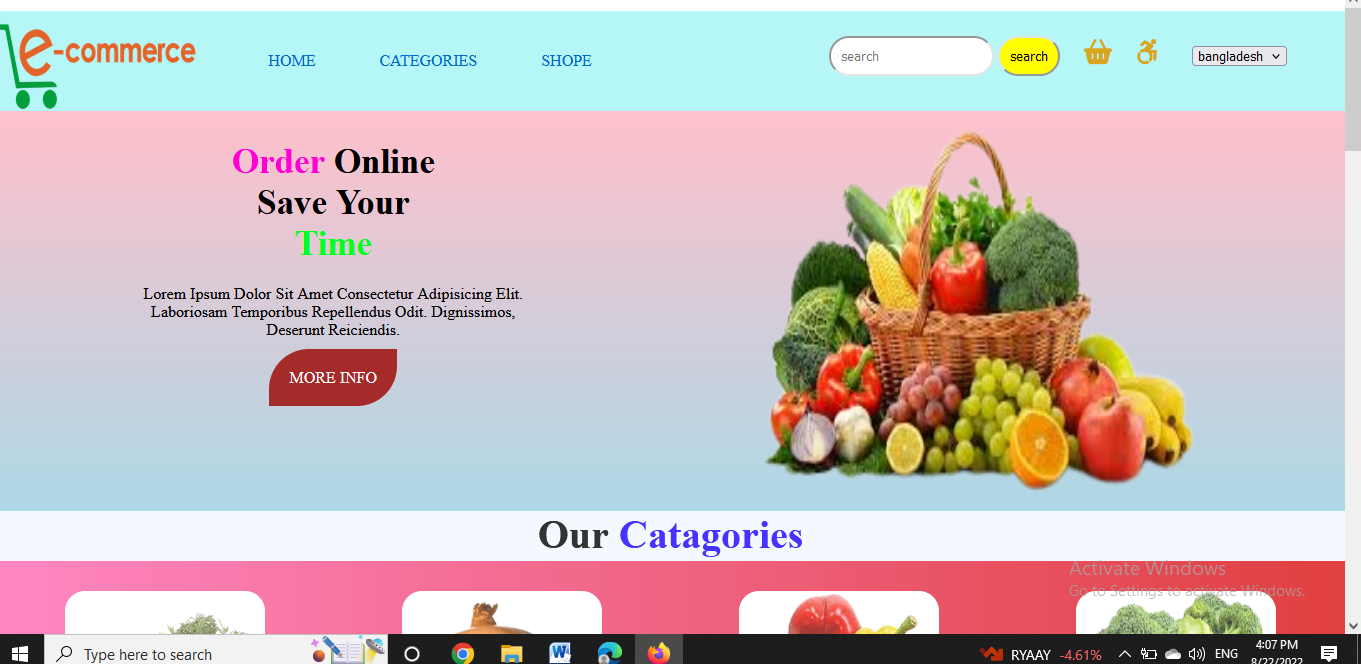 e-commerce
HOME
CATEGORIES
SHOPE
search
search
bangladesh
Order Online
Save Your
Time
Lorem Ipsum Dolor Sit Amet Consectetur Adipisicing Elit.
Laboriosam Temporibus Repellendus Odit. Dignissimos,
Deserunt Reiciendis.
MORE INFO
Our Catagories
Activate Windows
Go to Settings to activate Windows.
Type here to search
RYAAY -4.61%
ENG
4:07 PM
8/22/2022